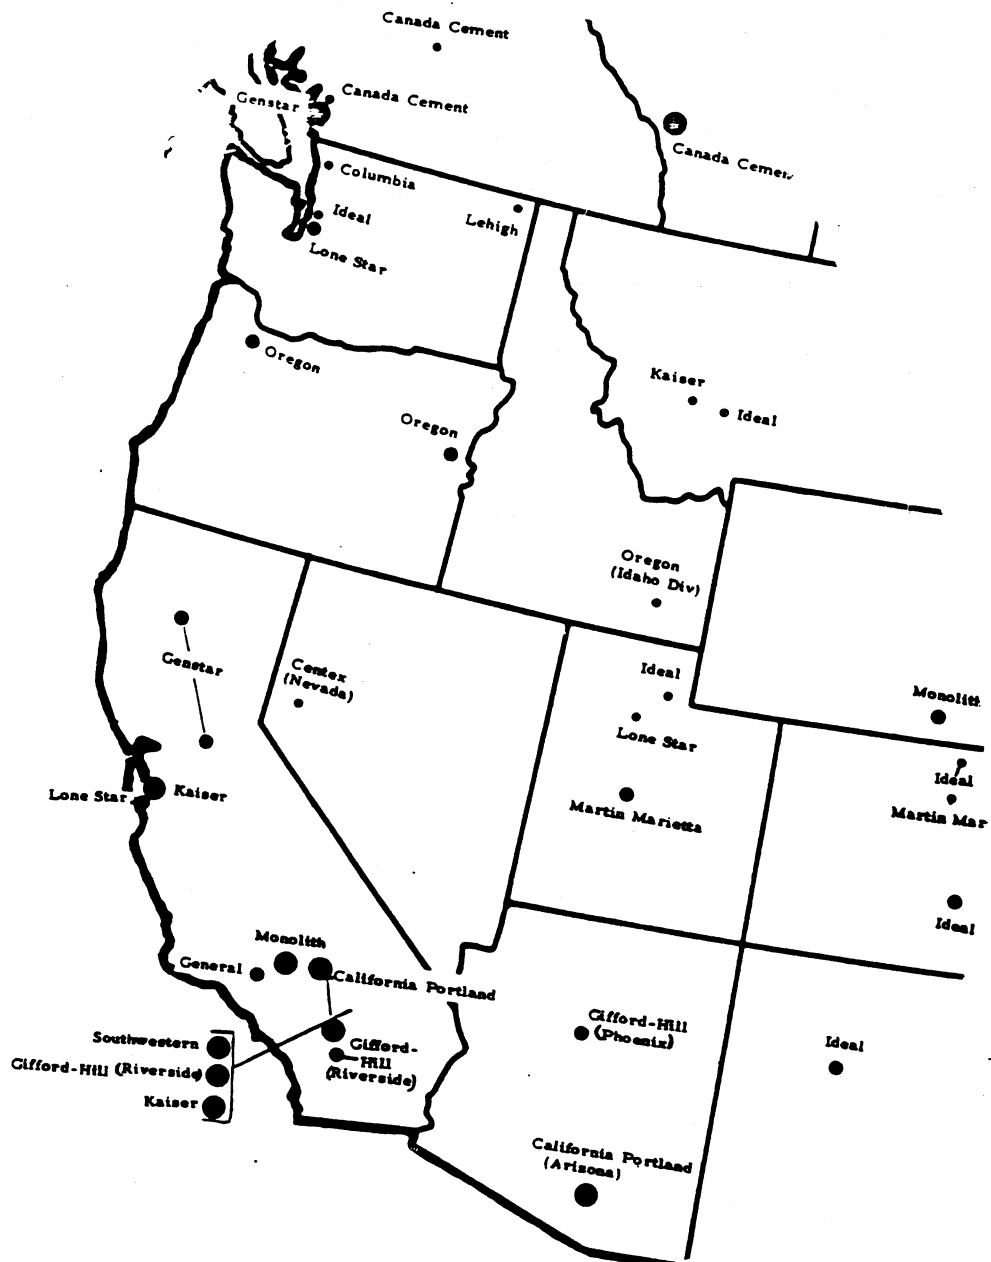 Canada Cement
Genstar
Canada Cement
Canada Cemen
Columbia
Ideal
Lone Star
Lehigh
Oregon
Oregon
Kaiser
Ideal
Oregon
(Idaho Div)
Genstar
Centex
(Nevada)
Ideal
Lone Star
Martin Marietta
Monolith
Ideal
Martin Mar
Ideal
Lone Star
Kaiser
Monolith
General
California Portland
Gifford-
Hill
(Riverside)
Southwestern
Gifford-Hill (Riverside)
Kaiser
Gifford-Hill
(Phoenix)
Ideal
California Portland
(Arizona)